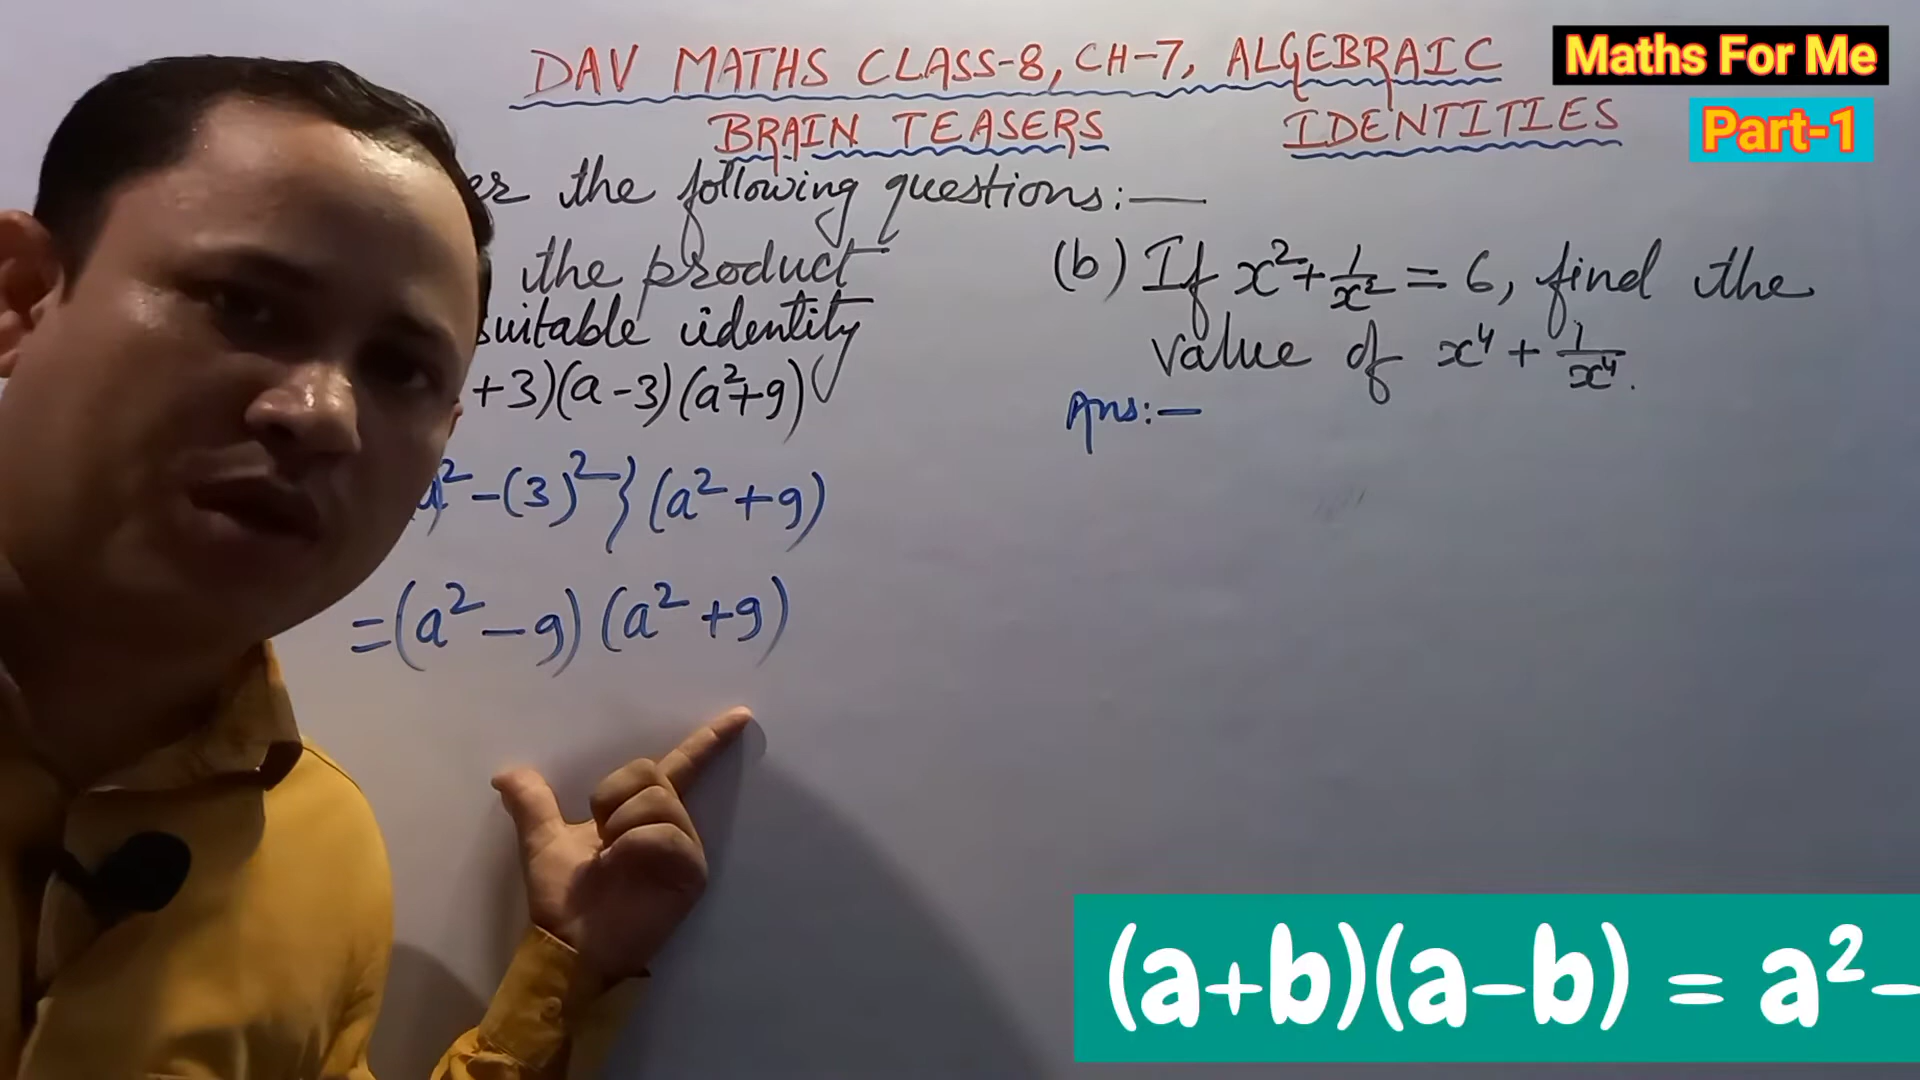 DAV MATHS CLASS-8, CH-7, ALGEBRAIC
BRAIN TEASERS IDENTITIES
Maths For Me
Part-1
the following questions:—
the product
suitable identity
+3)(a-3)(a²+9)
a² -(3)²} (a² +9)
=(a² -9) (a² +9)
(b) If x²+1/x² = 6, find the
value of x⁴ + 1/x⁴.
Ans:—
(a+b)(a-b) = a²-